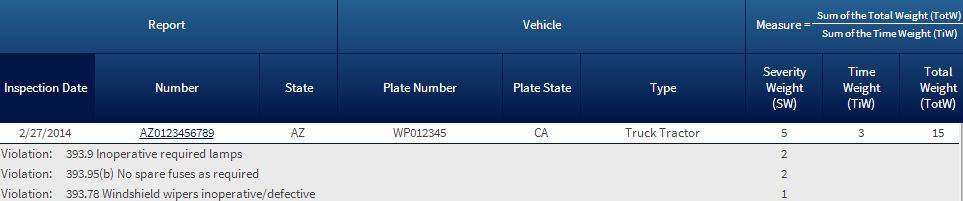 Report Vehicle Measure = Sum of the Total Weight (TotW)
Sum of the Time Weight (TiW)
Inspection Date Number State Plate Number Plate State Type Severity Weight (SW) Time Weight (TiW) Total Weight (TotW)
2/27/2014 AZ0123456789 AZ WP012345 CA Truck Tractor 5 3 15
Violation: 393.9 Inoperative required lamps 2
Violation: 393.95(b) No spare fuses as required 2
Violation: 393.78 Windshield wipers inoperative/defective 1